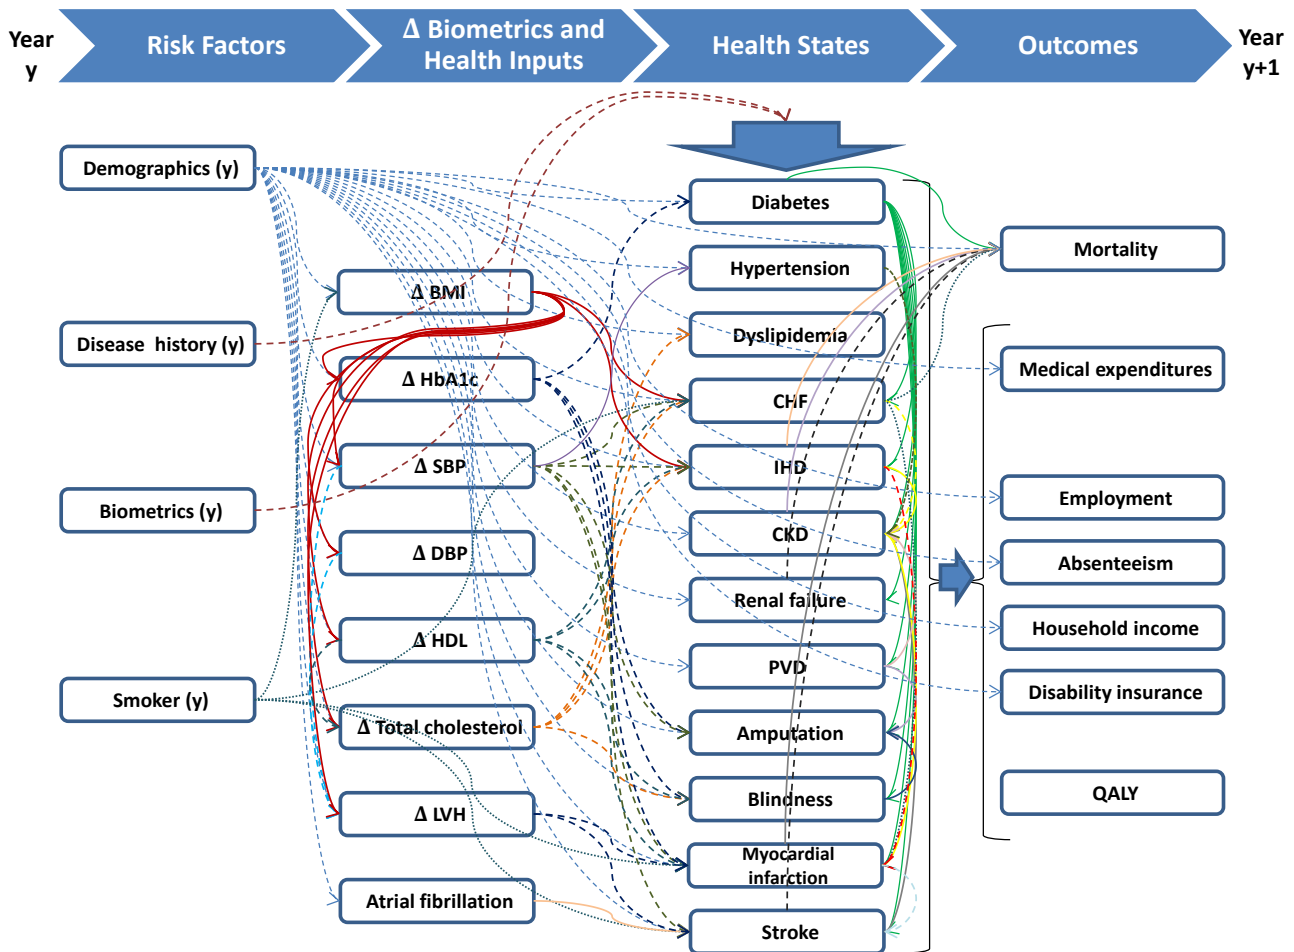 Year
y
Risk Factors
Δ Biometrics and
Health Inputs
Health States
Outcomes
Year
y+1
Demographics (y)
Disease history (y)
Biometrics (y)
Smoker (y)
Δ BMI
Δ HbA1c
Δ SBP
Δ DBP
Δ HDL
Δ Total cholesterol
Δ LVH
Atrial fibrillation
Diabetes
Hypertension
Dyslipidemia
CHF
IHD
CKD
Renal failure
PVD
Amputation
Blindness
Myocardial
infarction
Stroke
Mortality
Medical expenditures
Employment
Absenteeism
Household income
Disability insurance
QALY